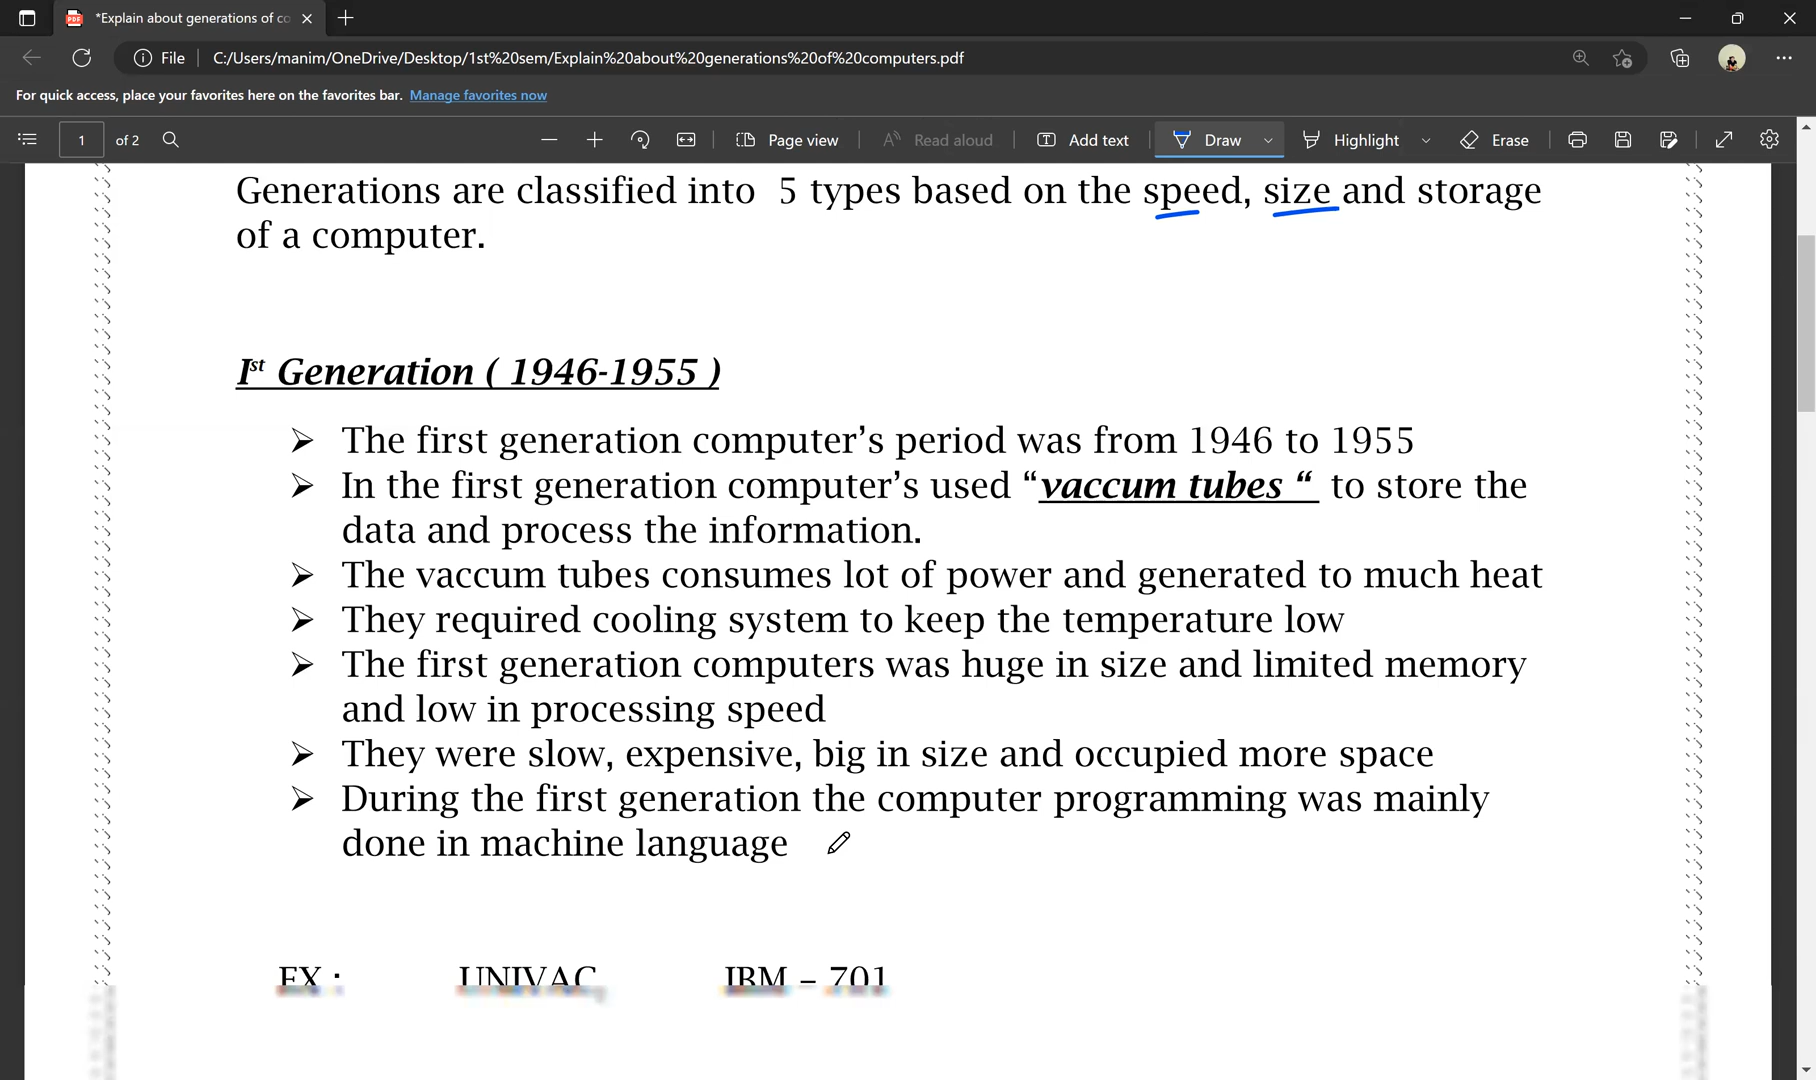 *Explain about generations of co
File C:/Users/manim/OneDrive/Desktop/1st%20sem/Explain%20about%20generations%20of%20computers.pdf
For quick access, place your favorites here on the favorites bar. Manage favorites now
1 of 2 Page view Read aloud Add text Draw Highlight Erase
Generations are classified into 5 types based on the speed, size and storage
of a computer.
Ist Generation ( 1946-1955 )
➢ The first generation computer’s period was from 1946 to 1955
➢ In the first generation computer’s used “vaccum tubes “ to store the
data and process the information.
➢ The vaccum tubes consumes lot of power and generated to much heat
➢ They required cooling system to keep the temperature low
➢ The first generation computers was huge in size and limited memory
and low in processing speed
➢ They were slow, expensive, big in size and occupied more space
➢ During the first generation the computer programming was mainly
done in machine language
EX : UNIVAC IBM – 701